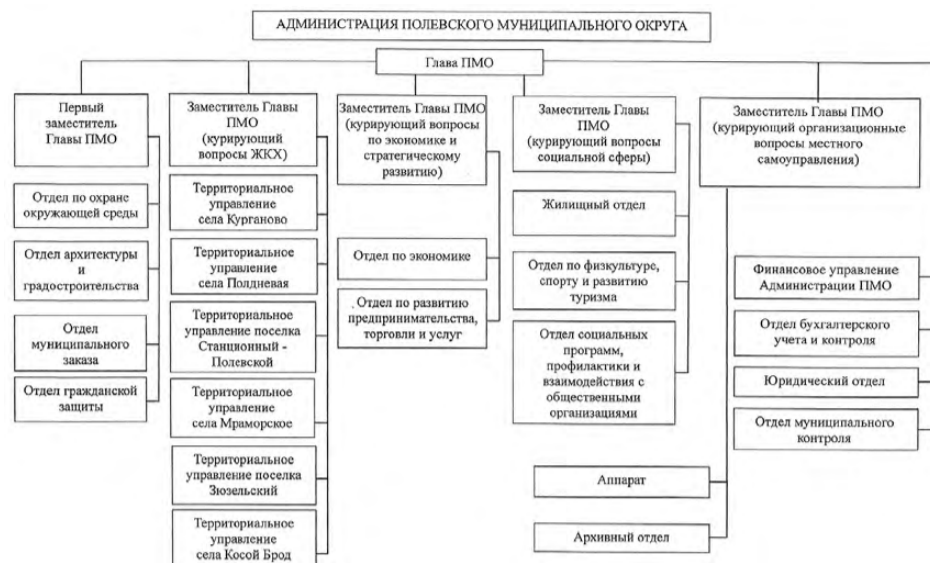 АДМИНИСТРАЦИЯ ПОЛЕВСКОГО МУНИЦИПАЛЬНОГО ОКРУГА
Глава ПМО
Первый
заместитель
Главы ПМО
Отдел по охране
окружающей среды
Отдел архитектуры
и
градостроительства
Отдел
муниципального
заказа
Отдел гражданской
защиты
Заместитель Главы
ПМО
(курирующий
вопросы ЖКХ)
Территориальное
управление
села Курганово
Территориальное
управление
села Полдневая
Территориальное
управление поселка
Станционный -
Полевской
Территориальное
управление
села Мраморское
Территориальное
управление поселка
Зюзельский
Территориальное
управление
села Косой Брод
Заместитель Главы ПМО
(курирующий вопросы
по экономике и
стратегическому
развитию)
Отдел по экономике
Отдел по развитию
предпринимательства,
торговли и услуг
Заместитель Главы
ПМО
(курирующий вопросы
социальной сферы)
Жилищный отдел
Отдел по физкультуре,
спорту и развитию
туризма
Отдел социальных
программ,
профилактики и
взаимодействия с
общественными
организациями
Заместитель Главы ПМО
(курирующий организационные
вопросы местного
самоуправления)
Аппарат
Архивный отдел
Финансовое управление
Администрации ПМО
Отдел бухгалтерского
учета и контроля
Юридический отдел
Отдел муниципального
контроля